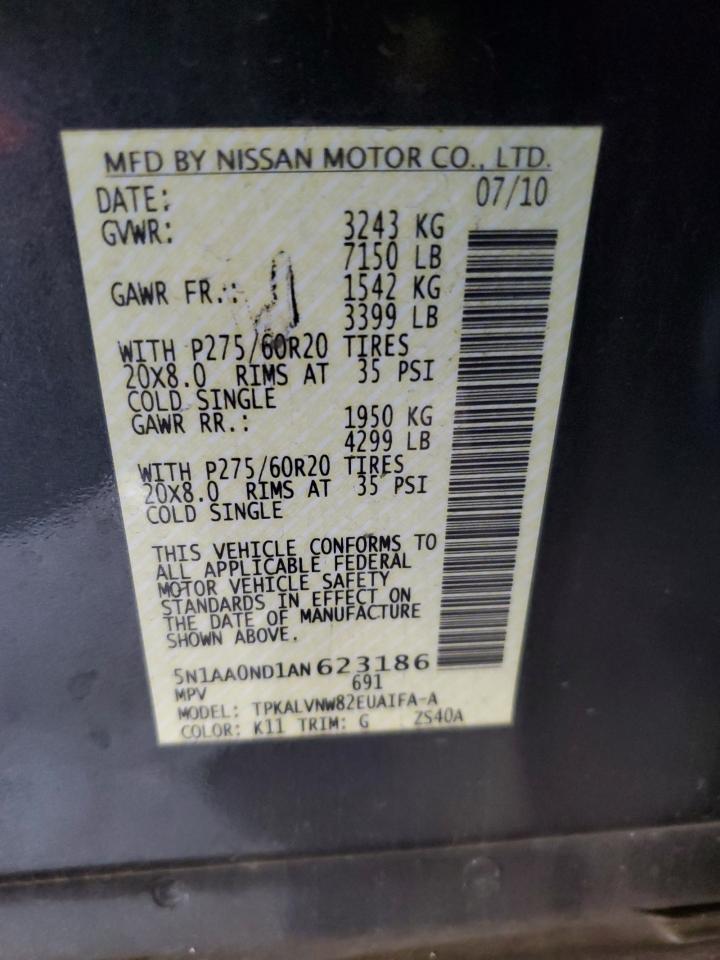 MFD BY NISSAN MOTOR CO., LTD.
DATE: 07/10
GVWR: 3243 KG
7150 LB
GAWR FR.: 1542 KG
3399 LB
WITH P275/60R20 TIRES
20X8.0 RIMS AT 35 PSI
COLD SINGLE
GAWR RR.: 1950 KG
4299 LB
WITH P275/60R20 TIRES
20X8.0 RIMS AT 35 PSI
COLD SINGLE
THIS VEHICLE CONFORMS TO
ALL APPLICABLE FEDERAL
MOTOR VEHICLE SAFETY
STANDARDS IN EFFECT ON
THE DATE OF MANUFACTURE
SHOWN ABOVE.
5N1AA0ND1AN623186
MPV 691
MODEL: TPKALVNW82EUAIFA-A
COLOR: K11 TRIM: G ZS40A